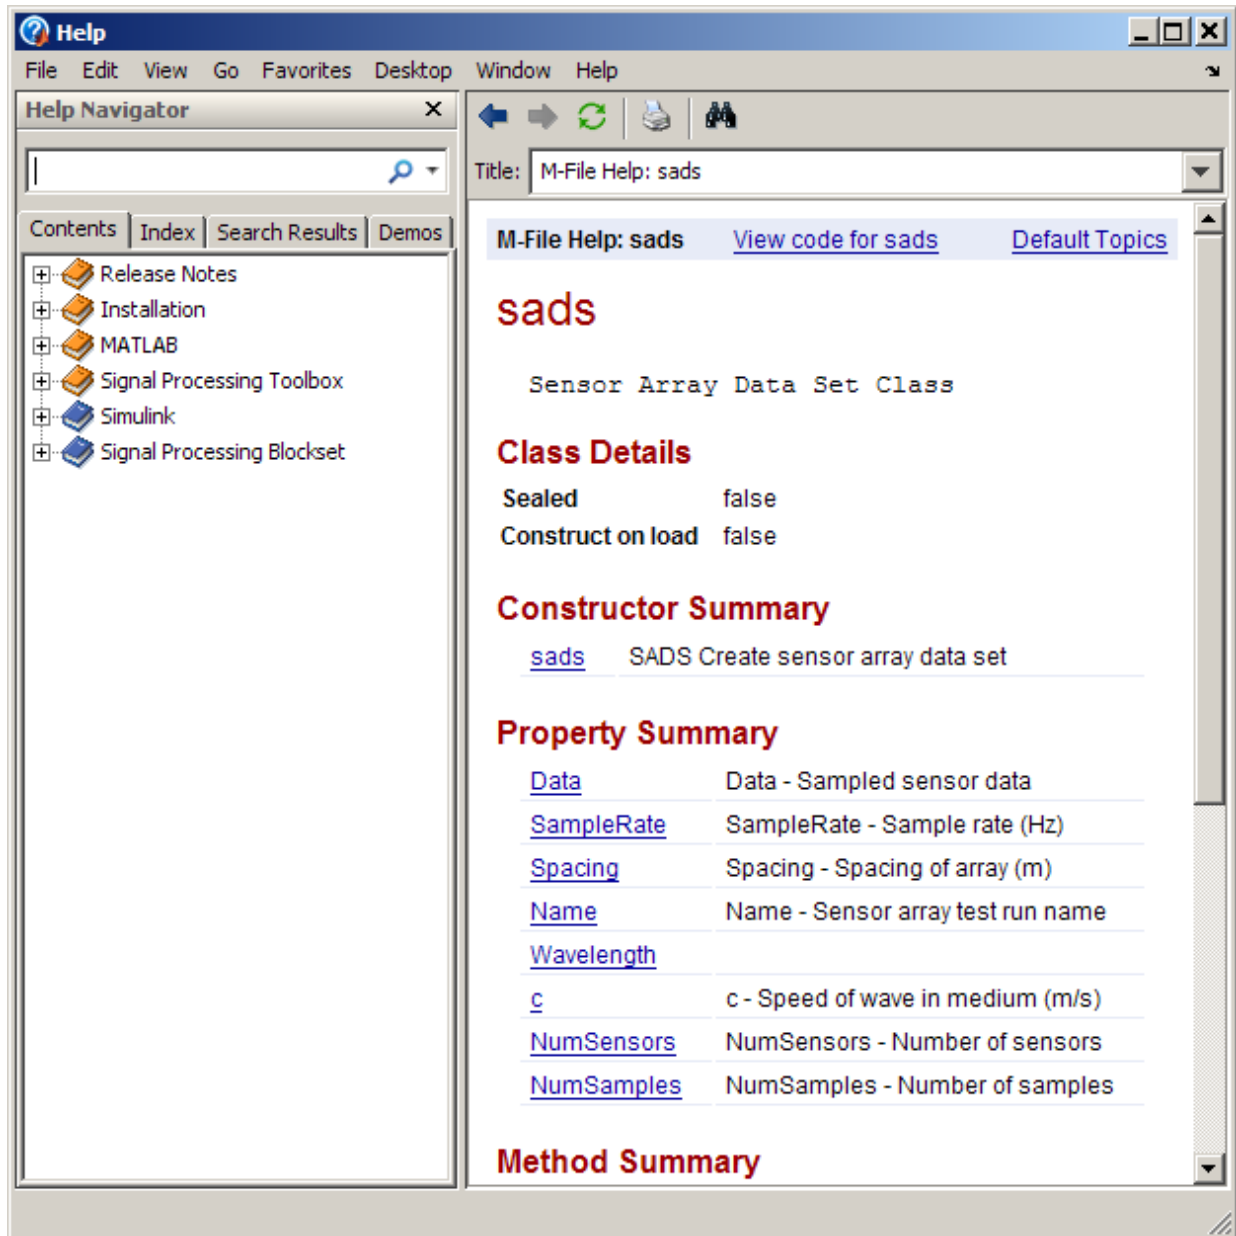 Help
File Edit View Go Favorites Desktop Window Help
Help Navigator
Contents Index Search Results Demos
Release Notes
Installation
MATLAB
Signal Processing Toolbox
Simulink
Signal Processing Blockset
Title: M-File Help: sads
M-File Help: sads View code for sads Default Topics
sads
Sensor Array Data Set Class
Class Details
Sealed false
Construct on load false
Constructor Summary
sads SADS Create sensor array data set
Property Summary
Data Data - Sampled sensor data
SampleRate SampleRate - Sample rate (Hz)
Spacing Spacing - Spacing of array (m)
Name Name - Sensor array test run name
Wavelength
c c - Speed of wave in medium (m/s)
NumSensors NumSensors - Number of sensors
NumSamples NumSamples - Number of samples
Method Summary